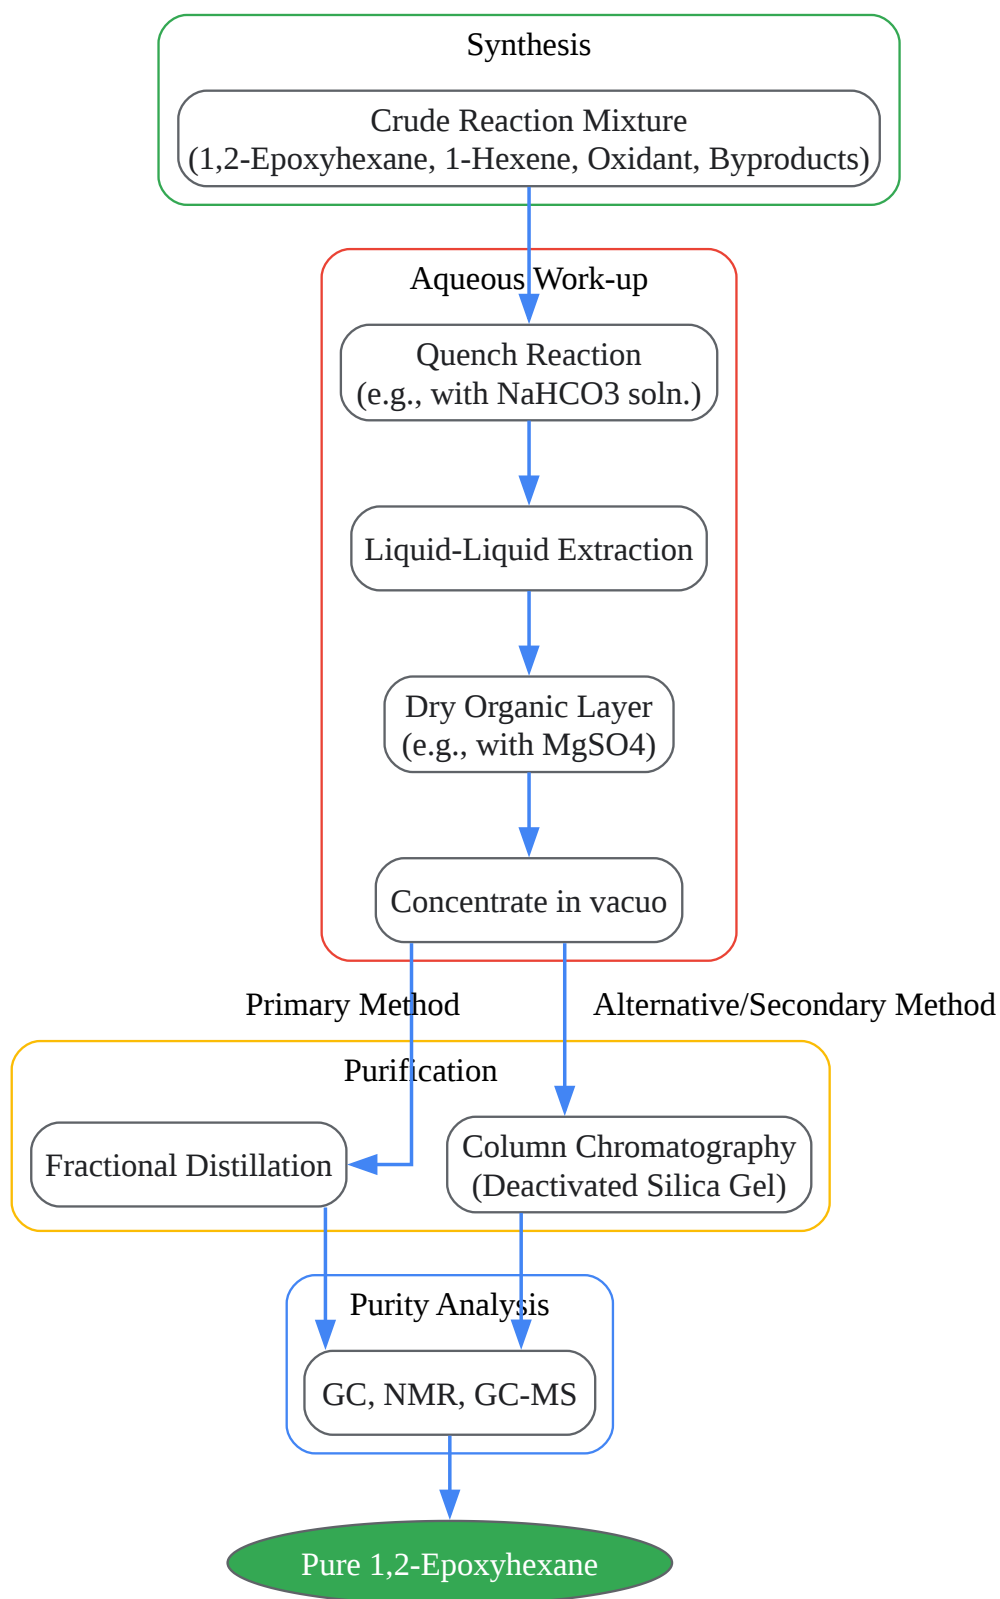 Synthesis
Crude Reaction Mixture
(1,2-Epoxyhexane, 1-Hexene, Oxidant, Byproducts)
Aqueous Work-up
Quench Reaction
(e.g., with NaHCO3 soln.)
Liquid-Liquid Extraction
Dry Organic Layer
(e.g., with MgSO4)
Concentrate in vacuo
Primary Method
Alternative/Secondary Method
Purification
Fractional Distillation
Column Chromatography
(Deactivated Silica Gel)
Purity Analysis
GC, NMR, GC-MS
Pure 1,2-Epoxyhexane